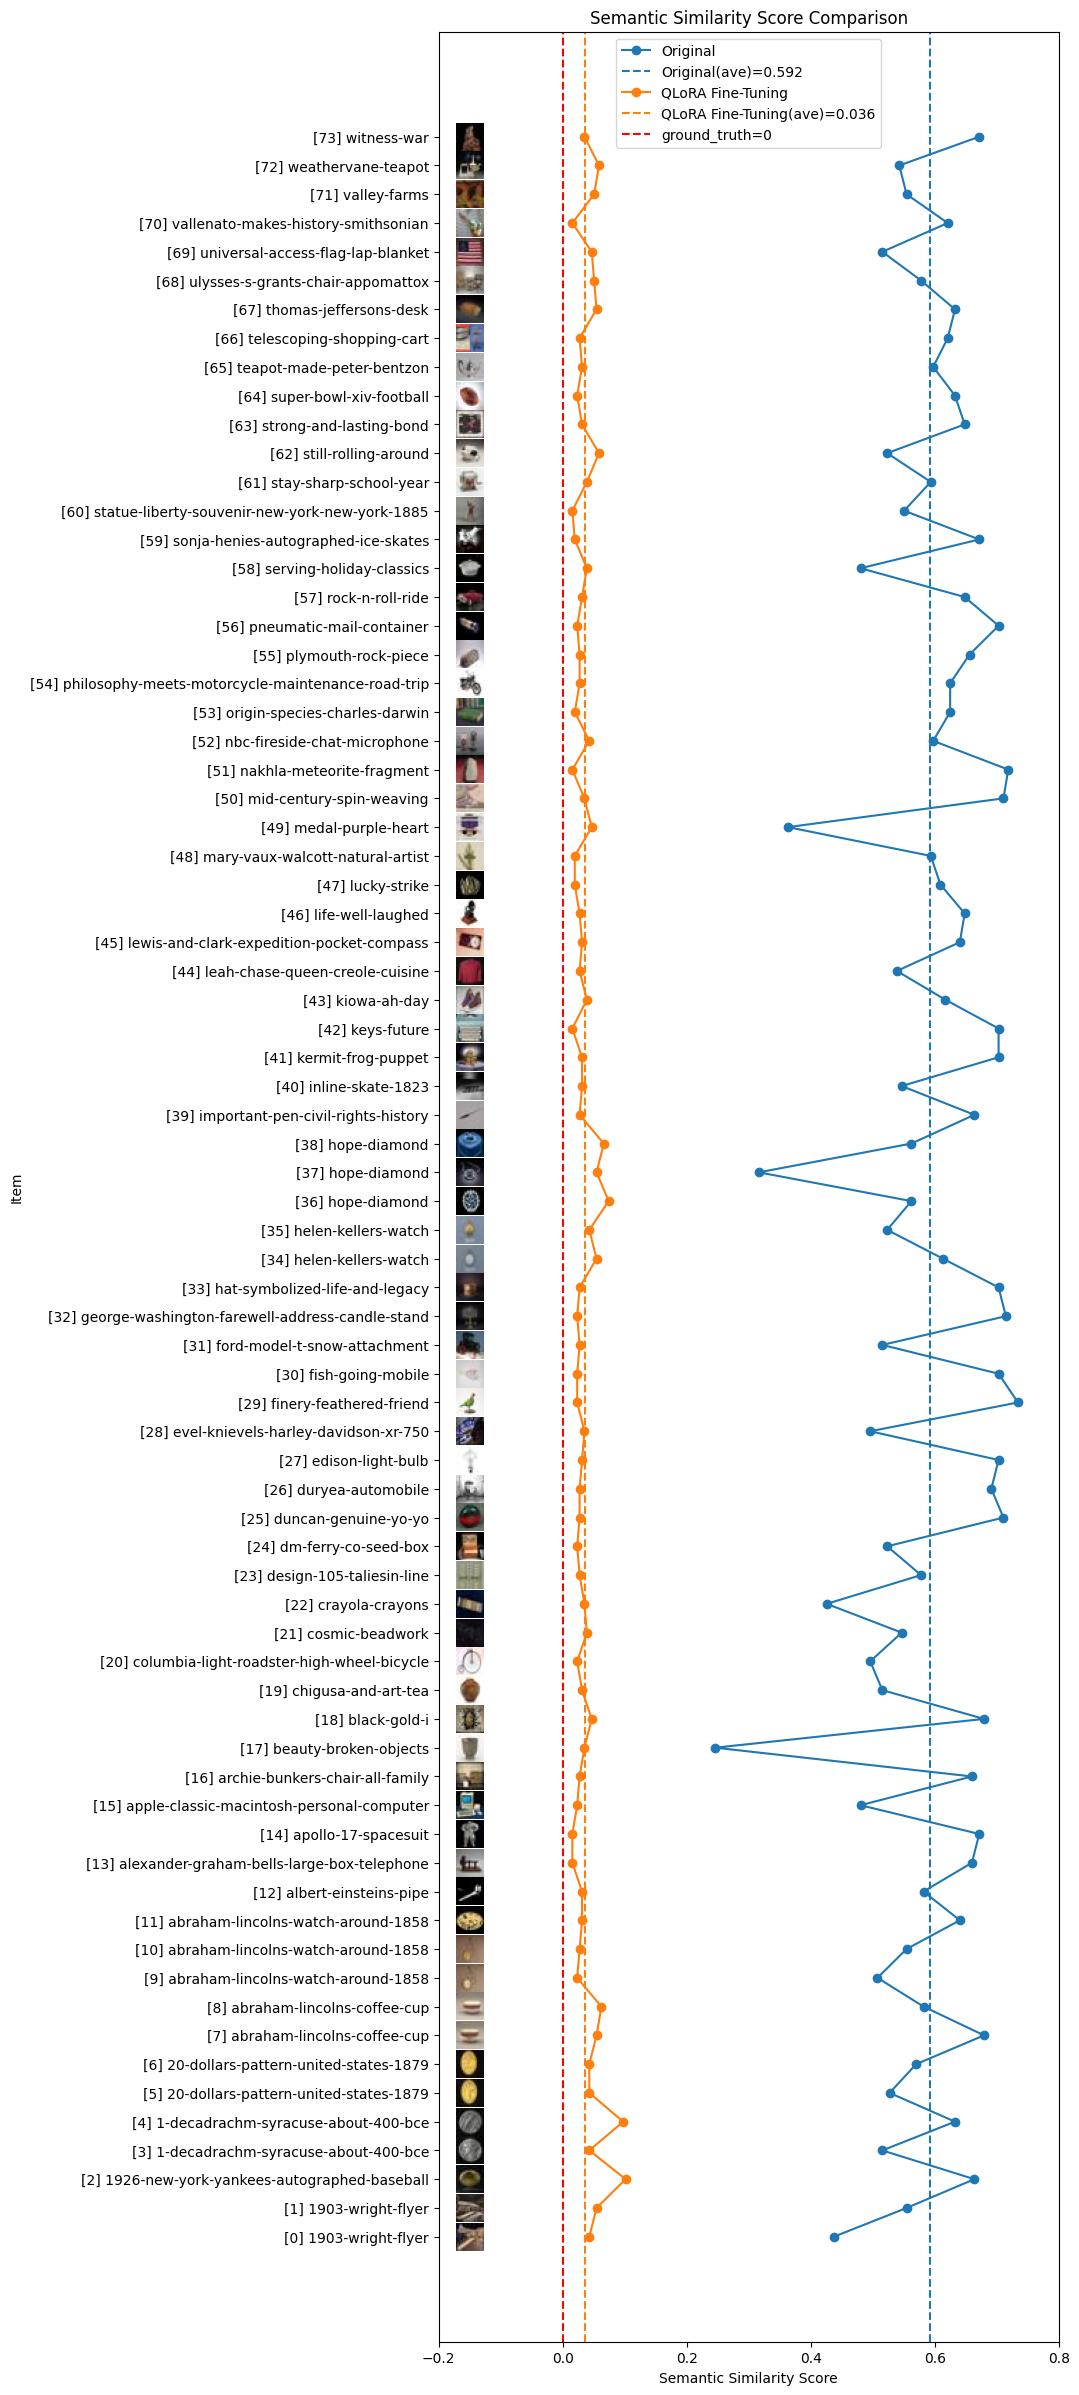 Semantic Similarity Score Comparison
Original
Original(ave)=0.592
QLoRA Fine-Tuning
QLoRA Fine-Tuning(ave)=0.036
ground_truth=0
[73] witness-war
[72] weathervane-teapot
[71] valley-farms
[70] vallenato-makes-history-smithsonian
[69] universal-access-flag-lap-blanket
[68] ulysses-s-grants-chair-appomattox
[67] thomas-jeffersons-desk
[66] telescoping-shopping-cart
[65] teapot-made-peter-bentzon
[64] super-bowl-xiv-football
[63] strong-and-lasting-bond
[62] still-rolling-around
[61] stay-sharp-school-year
[60] statue-liberty-souvenir-new-york-new-york-1885
[59] sonja-henies-autographed-ice-skates
[58] serving-holiday-classics
[57] rock-n-roll-ride
[56] pneumatic-mail-container
[55] plymouth-rock-piece
[54] philosophy-meets-motorcycle-maintenance-road-trip
[53] origin-species-charles-darwin
[52] nbc-fireside-chat-microphone
[51] nakhla-meteorite-fragment
[50] mid-century-spin-weaving
[49] medal-purple-heart
[48] mary-vaux-walcott-natural-artist
[47] lucky-strike
[46] life-well-laughed
[45] lewis-and-clark-expedition-pocket-compass
[44] leah-chase-queen-creole-cuisine
[43] kiowa-ah-day
[42] keys-future
[41] kermit-frog-puppet
[40] inline-skate-1823
[39] important-pen-civil-rights-history
[38] hope-diamond
[37] hope-diamond
[36] hope-diamond
[35] helen-kellers-watch
[34] helen-kellers-watch
[33] hat-symbolized-life-and-legacy
[32] george-washington-farewell-address-candle-stand
[31] ford-model-t-snow-attachment
[30] fish-going-mobile
[29] finery-feathered-friend
[28] evel-knievels-harley-davidson-xr-750
[27] edison-light-bulb
[26] duryea-automobile
[25] duncan-genuine-yo-yo
[24] dm-ferry-co-seed-box
[23] design-105-taliesin-line
[22] crayola-crayons
[21] cosmic-beadwork
[20] columbia-light-roadster-high-wheel-bicycle
[19] chigusa-and-art-tea
[18] black-gold-i
[17] beauty-broken-objects
[16] archie-bunkers-chair-all-family
[15] apple-classic-macintosh-personal-computer
[14] apollo-17-spacesuit
[13] alexander-graham-bells-large-box-telephone
[12] albert-einsteins-pipe
[11] abraham-lincolns-watch-around-1858
[10] abraham-lincolns-watch-around-1858
[9] abraham-lincolns-watch-around-1858
[8] abraham-lincolns-coffee-cup
[7] abraham-lincolns-coffee-cup
[6] 20-dollars-pattern-united-states-1879
[5] 20-dollars-pattern-united-states-1879
[4] 1-decadrachm-syracuse-about-400-bce
[3] 1-decadrachm-syracuse-about-400-bce
[2] 1926-new-york-yankees-autographed-baseball
[1] 1903-wright-flyer
[0] 1903-wright-flyer
Item
−0.2 0.0 0.2 0.4 0.6 0.8
Semantic Similarity Score